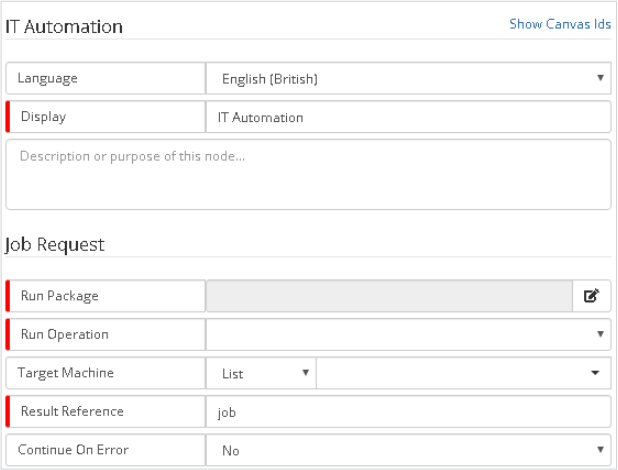 IT Automation Show Canvas Ids
Language English (British)
Display IT Automation
Description or purpose of this node...
Job Request
Run Package
Run Operation
Target Machine List
Result Reference job
Continue On Error No